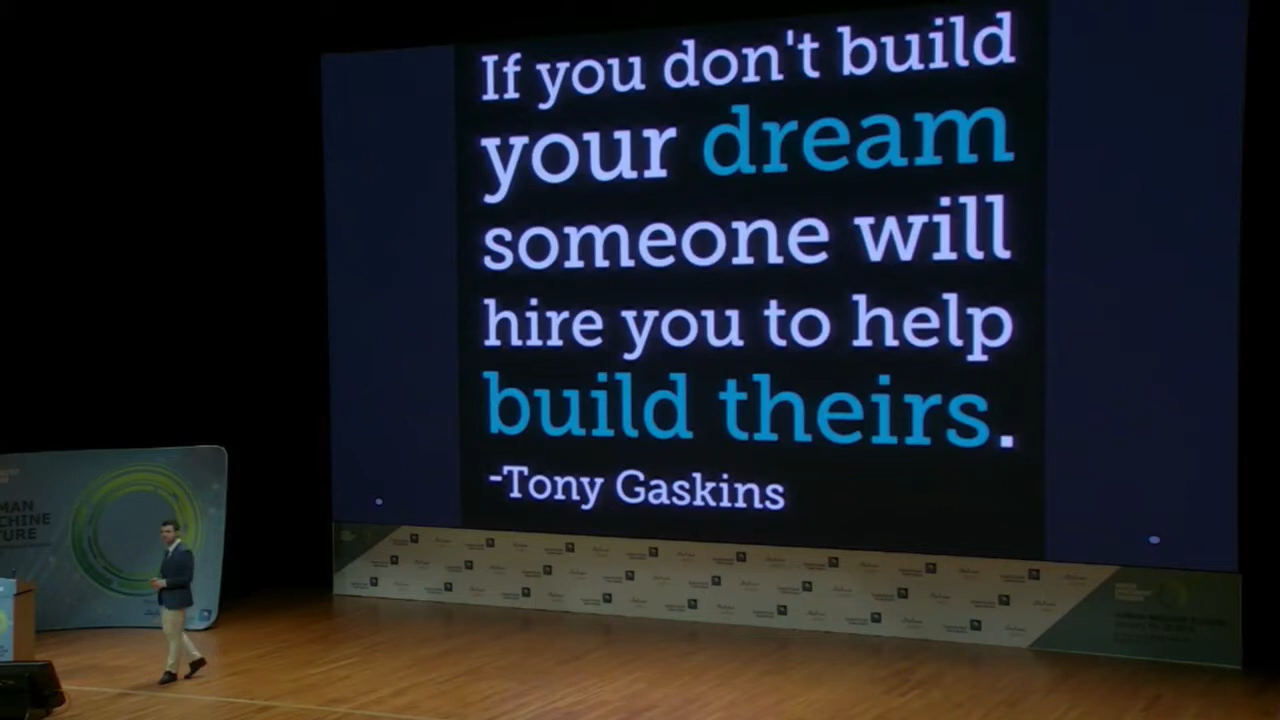 If you don't build
your dream
someone will
hire you to help
build theirs.
-Tony Gaskins